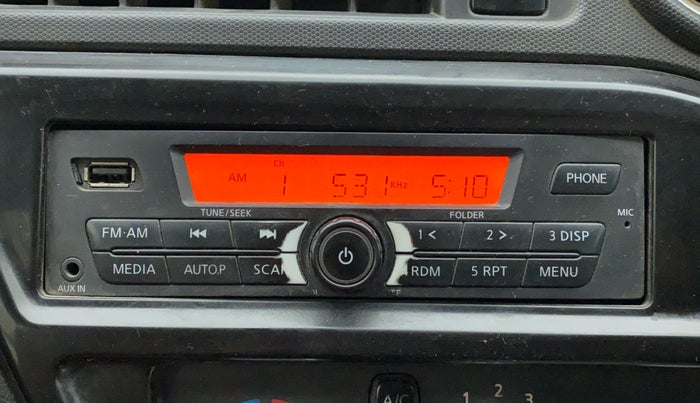 Ch
AM 1 531 KHz 5:10
PHONE
TUNE/SEEK FOLDER
MIC
FM·AM 1 < 2 > 3 DISP
MEDIA AUTO.P RDM 5 RPT MENU
AUX IN
A/C 1 2 3